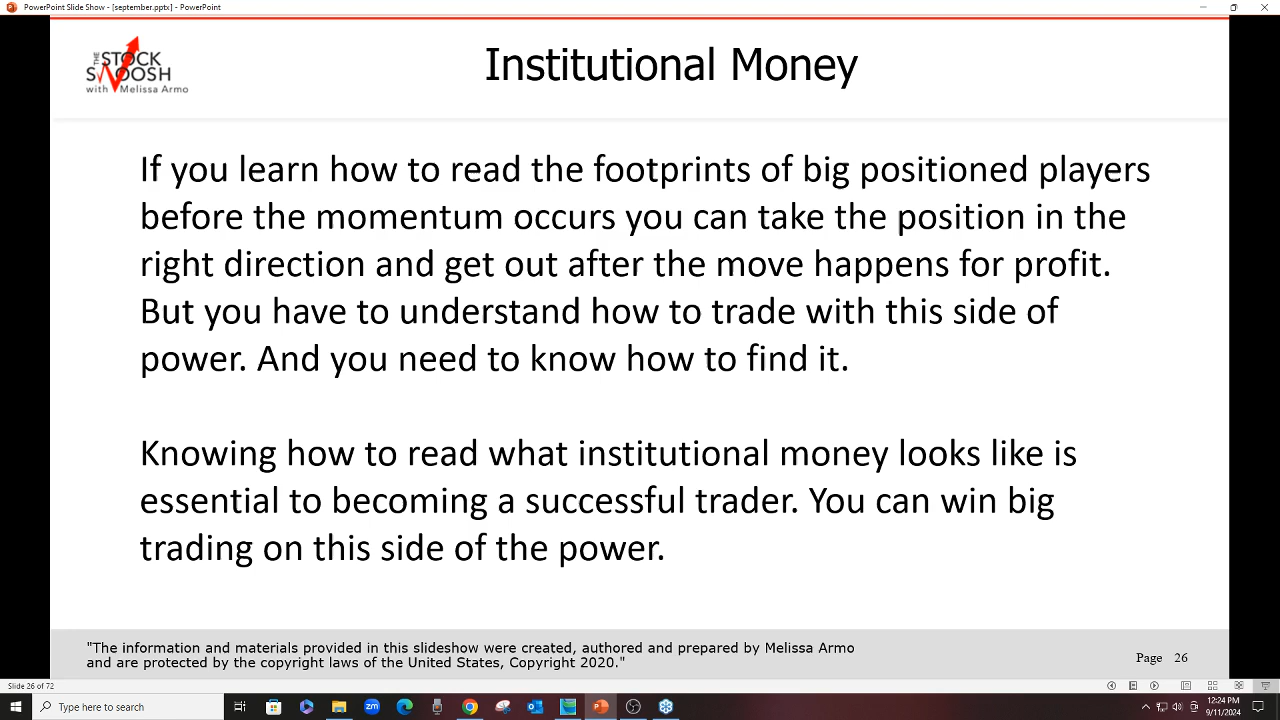 PowerPoint Slide Show - [september.pptx] - PowerPoint
THE
STOCK
SWOOSH
with Melissa Armo
Institutional Money
If you learn how to read the footprints of big positioned players
before the momentum occurs you can take the position in the
right direction and get out after the move happens for profit.
But you have to understand how to trade with this side of
power. And you need to know how to find it.
Knowing how to read what institutional money looks like is
essential to becoming a successful trader. You can win big
trading on this side of the power.
"The information and materials provided in this slideshow were created, authored and prepared by Melissa Armo
and are protected by the copyright laws of the United States, Copyright 2020."
Page 26
Slide 26 of 72
Type here to search
zm
12:24 PM
9/11/2024